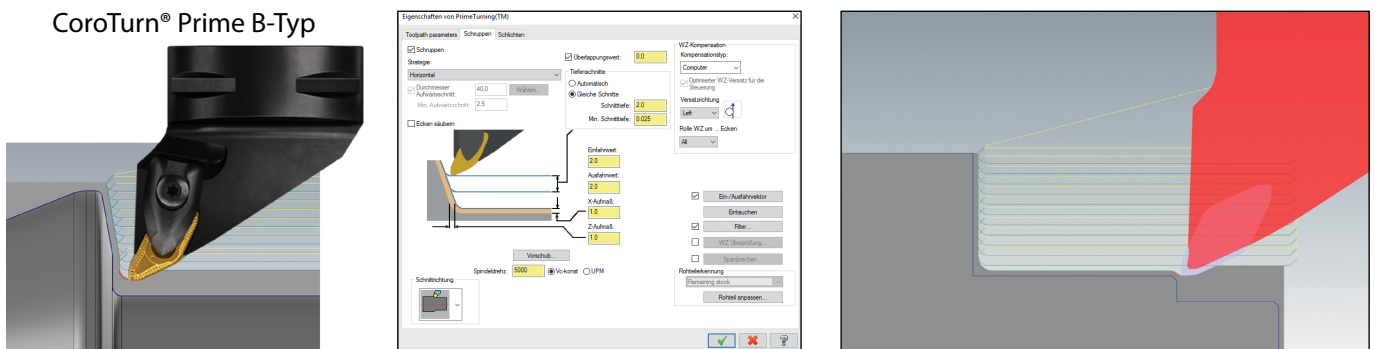 CoroTurn® Prime B-Typ
Eigenschaften von PrimeTurning(TM)
Toolpath parameters Schruppen Schlichten
Schruppen
Strategie:
Horizontal
Durchmesser Aufwärtsschnitt: 40.0 Wählen...
Min. Aufwärtsschnitt: 2.5
Ecken säubern
Überlappungswert: 0.0
Tiefenschnitte
Automatisch
Gleiche Schnitte
Schnitttiefe: 2.0
Min. Schnitttiefe: 0.025
WZ-Kompensation
Kompensationstyp:
Computer
Optimierter WZ-Versatz für die
Steuerung
Versatzrichtung
Left
Rolle WZ um ... Ecken
All
Einfahrwert:
2.0
Ausfahrwert:
2.0
X-Aufmaß:
1.0
Z-Aufmaß:
1.0
Ein-/Ausfahrvektor
Eintauchen
Filter...
WZ Überprüfung...
Spanbrechen...
Vorschub...
Spindeldrehz. 5000 Vc-konst UPM
Schnittrichtung
Rohteilerkennung
Remaining stock
Rohteil anpassen...